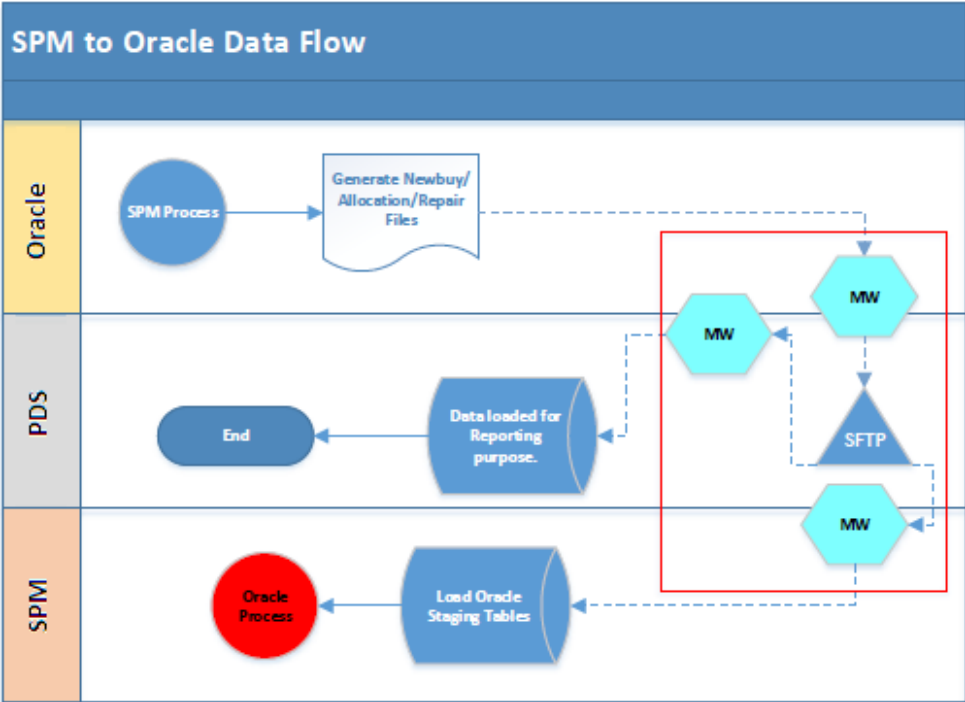 SPM to Oracle Data Flow
Oracle
SPM Process
Generate Newbuy/
Allocation/Repair
Files
MW
MW
PDS
End
Data loaded for
Reporting
purpose.
SFTP
MW
SPM
Oracle
Process
Load Oracle
Staging Tables